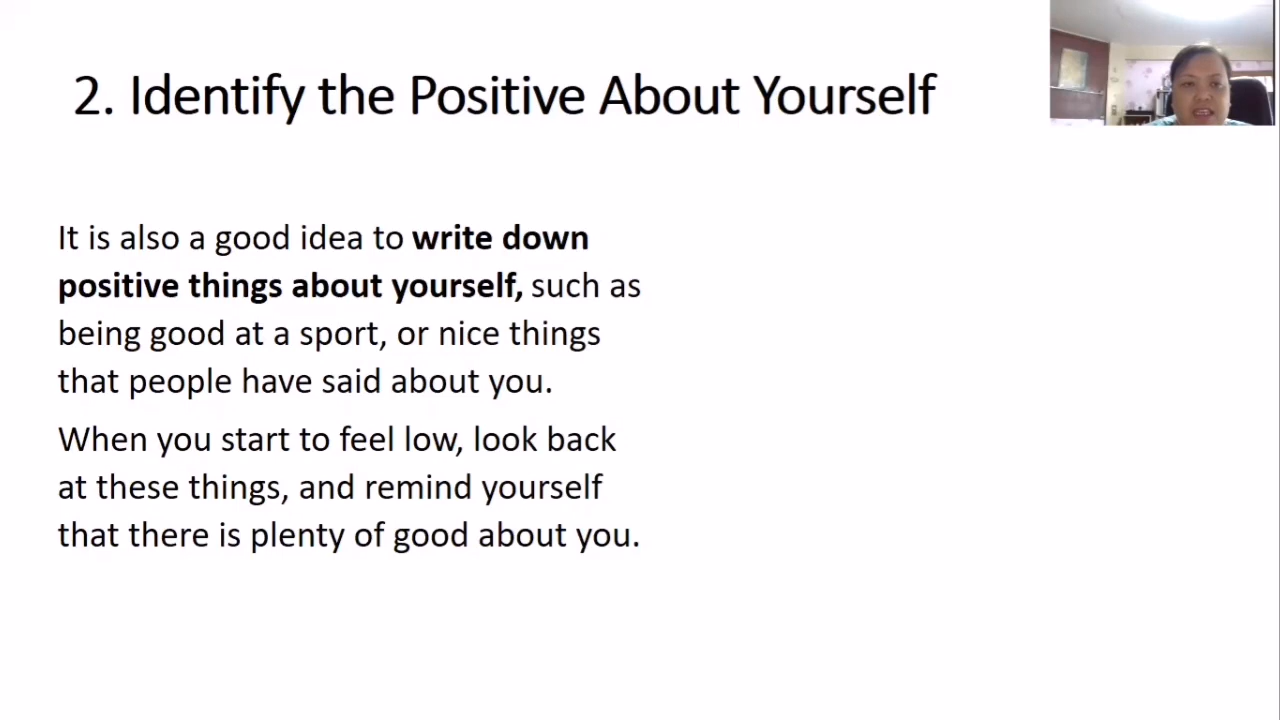 2. Identify the Positive About Yourself
It is also a good idea to write down
positive things about yourself, such as
being good at a sport, or nice things
that people have said about you.
When you start to feel low, look back
at these things, and remind yourself
that there is plenty of good about you.